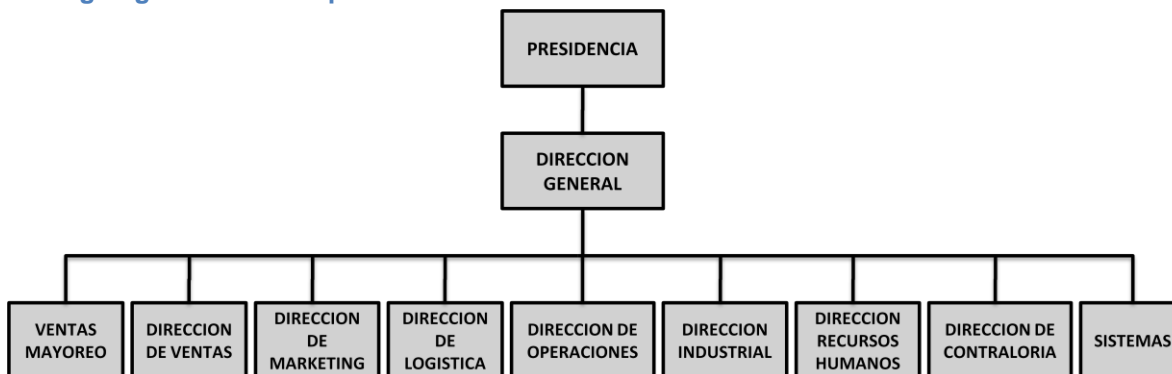 PRESIDENCIA
DIRECCION
GENERAL
VENTAS
MAYOREO
DIRECCION
DE VENTAS
DIRECCION
DE
MARKETING
DIRECCION
DE
LOGISTICA
DIRECCION DE
OPERACIONES
DIRECCION
INDUSTRIAL
DIRECCION
RECURSOS
HUMANOS
DIRECCION DE
CONTRALORIA
SISTEMAS